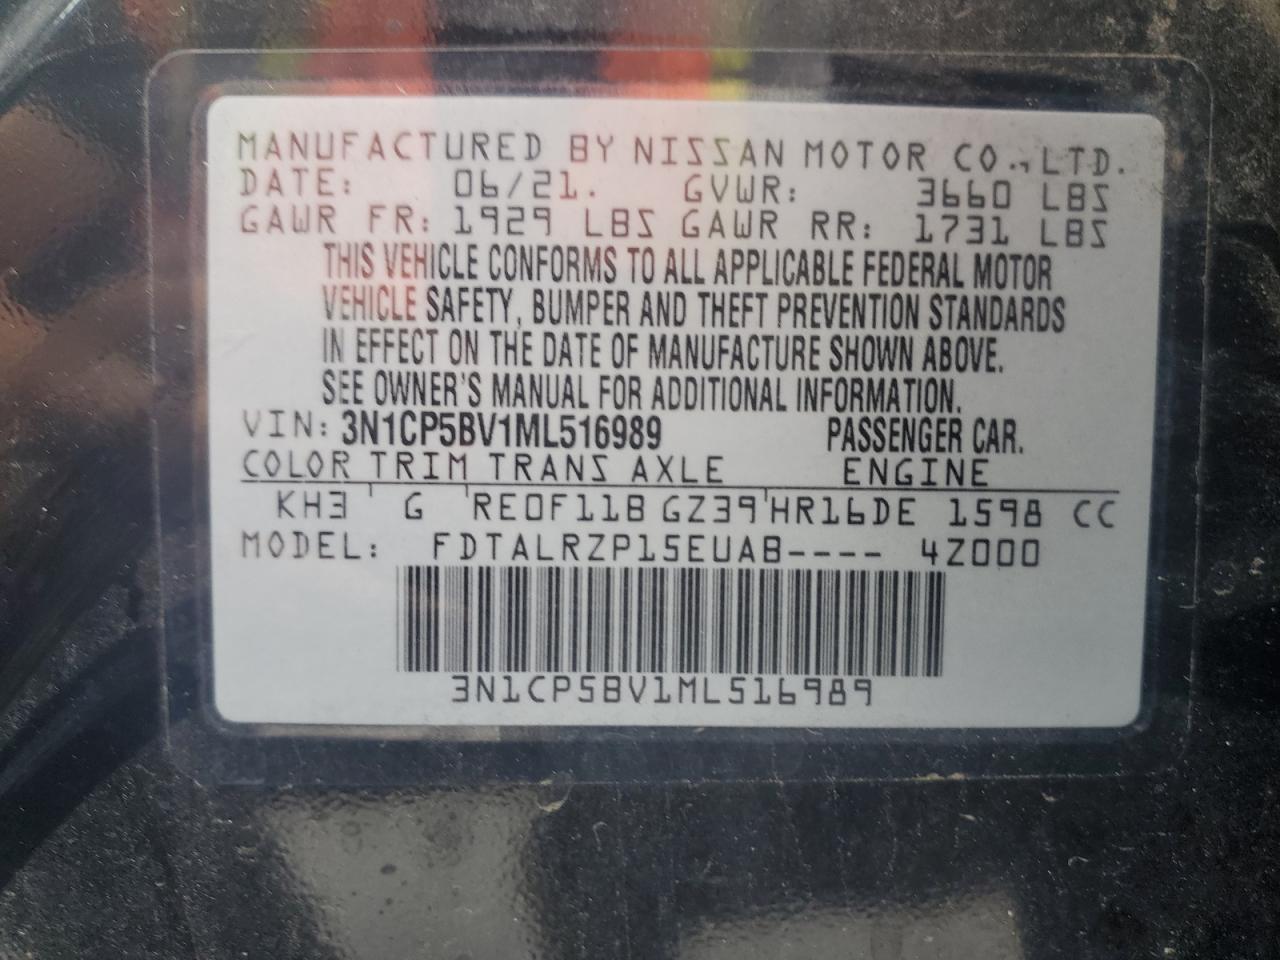 MANUFACTURED BY NISSAN MOTOR CO., LTD.
DATE: 06/21. GVWR: 3660 LBS
GAWR FR: 1929 LBS GAWR RR: 1731 LBS
THIS VEHICLE CONFORMS TO ALL APPLICABLE FEDERAL MOTOR
VEHICLE SAFETY, BUMPER AND THEFT PREVENTION STANDARDS
IN EFFECT ON THE DATE OF MANUFACTURE SHOWN ABOVE.
SEE OWNER'S MANUAL FOR ADDITIONAL INFORMATION.
VIN: 3N1CP5BV1ML516989 PASSENGER CAR.
COLOR TRIM TRANS AXLE ENGINE
KH3 G RE0F11B GZ39 HR16DE 1598 CC
MODEL: FDTALRZP15EUAB---- 4Z000
3N1CP5BV1ML516989